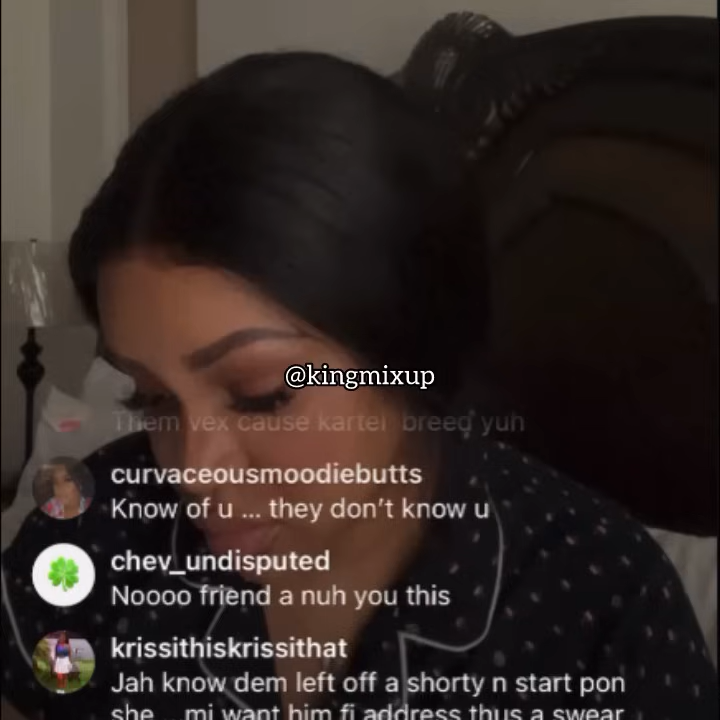 @kingmixup
Them vex cause kartel breed yuh
curvaceousmoodiebutts
Know of u ... they don't know u
chev_undisputed
Noooo friend a nuh you this
krissithiskrissithat
Jah know dem left off a shorty n start pon
she... mi want him fi address thus a swear